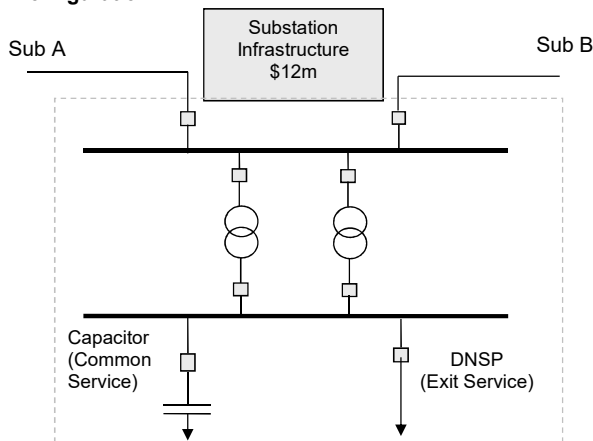 Substation
Infrastructure
$12m
Sub A
Sub B
Capacitor
(Common
Service)
DNSP
(Exit Service)